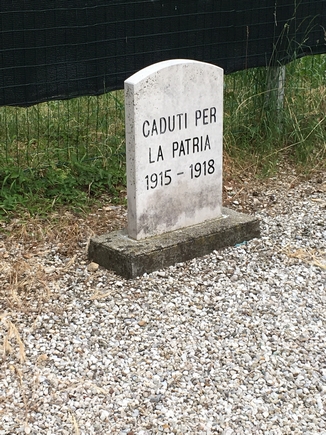 CADUTI PER
LA PATRIA
1915 - 1918